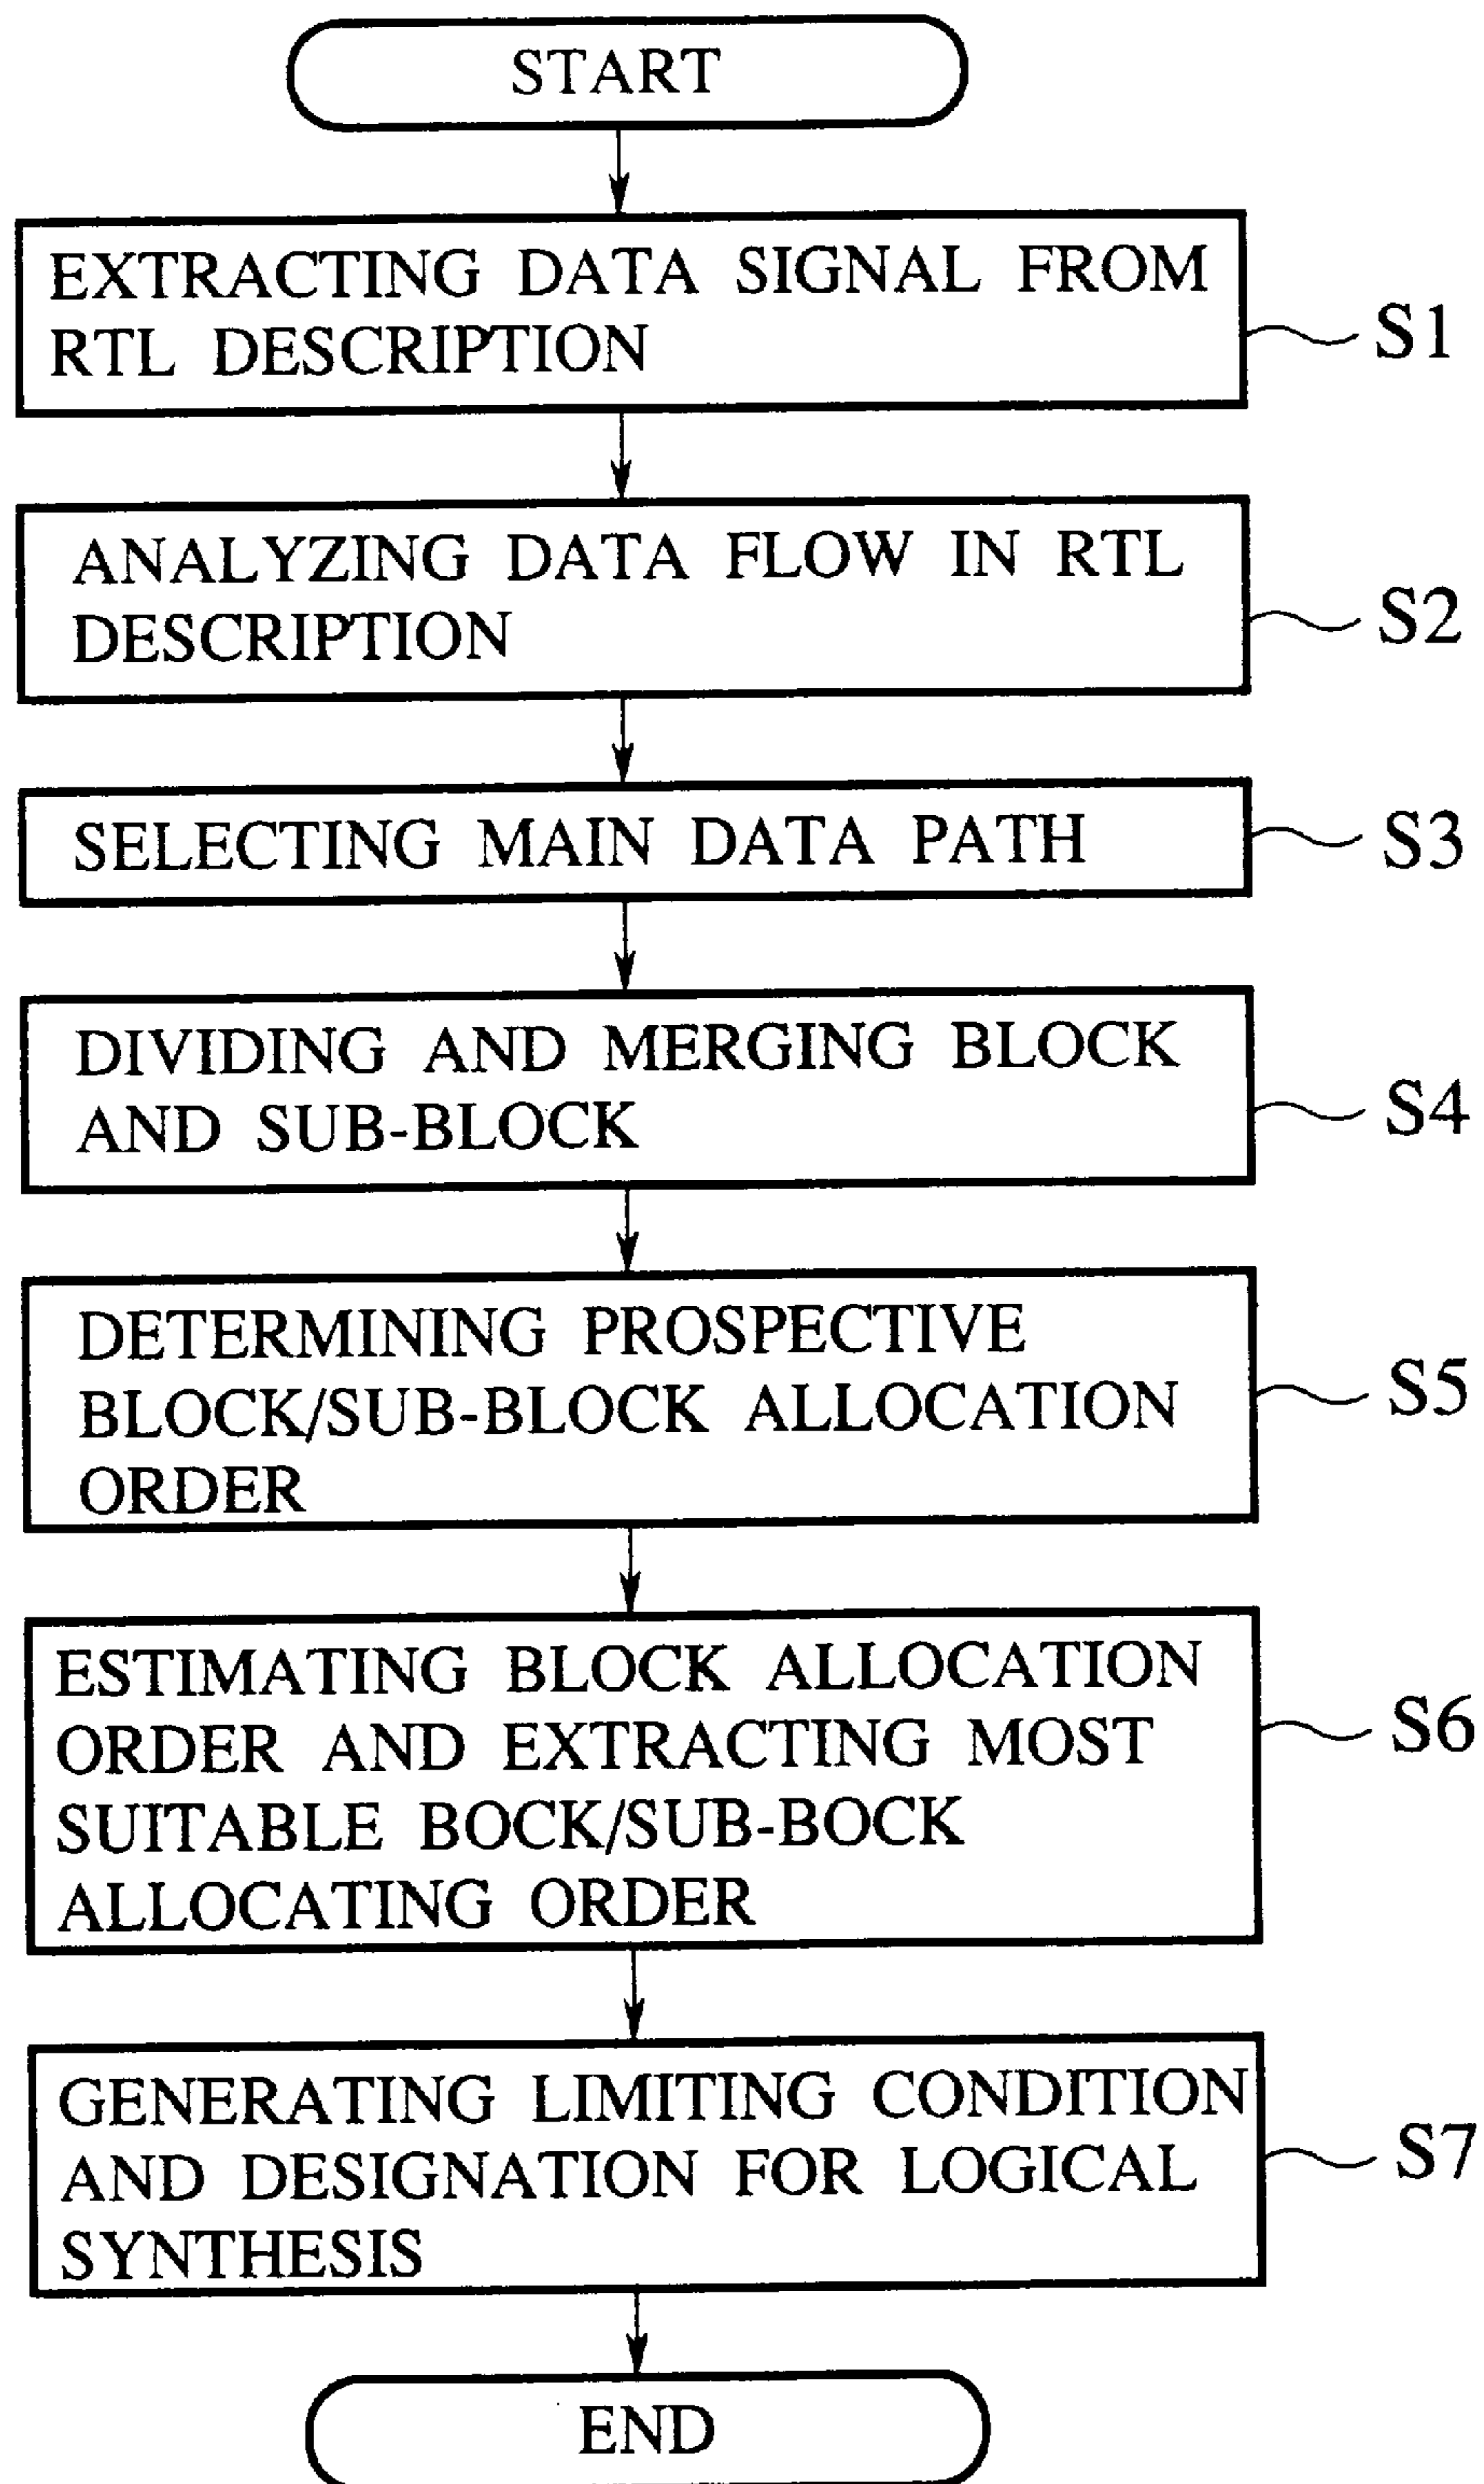 START
EXTRACTING DATA SIGNAL FROM
RTL DESCRIPTION
S1
ANALYZING DATA FLOW IN RTL
DESCRIPTION
S2
SELECTING MAIN DATA PATH
S3
DIVIDING AND MERGING BLOCK
AND SUB-BLOCK
S4
DETERMINING PROSPECTIVE
BLOCK/SUB-BLOCK ALLOCATION
ORDER
S5
ESTIMATING BLOCK ALLOCATION
ORDER AND EXTRACTING MOST
SUITABLE BOCK/SUB-BOCK
ALLOCATING ORDER
S6
GENERATING LIMITING CONDITION
AND DESIGNATION FOR LOGICAL
SYNTHESIS
S7
END